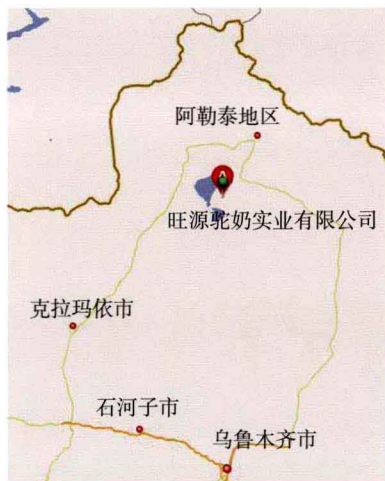 阿勒泰地区
旺源驼奶实业有限公司
克拉玛依市
石河子市
乌鲁木齐市